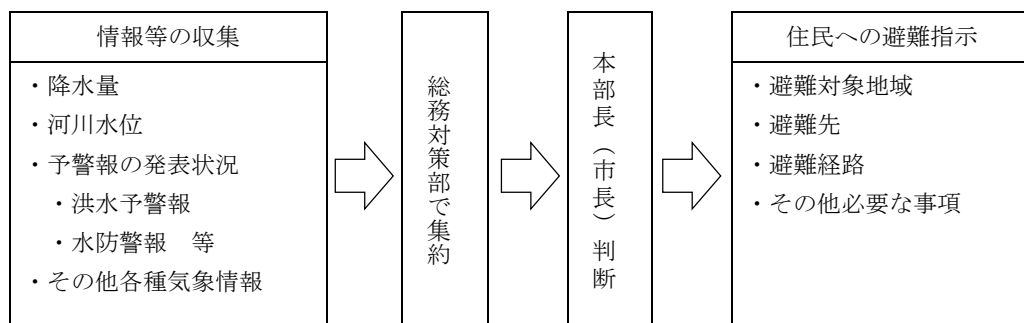 情報等の収集
・降水量
・河川水位
・予警報の発表状況
・洪水予警報
・水防警報　等
・その他各種気象情報
総務対策部で集約
本部長（市長）判断
住民への避難指示
・避難対象地域
・避難先
・避難経路
・その他必要な事項